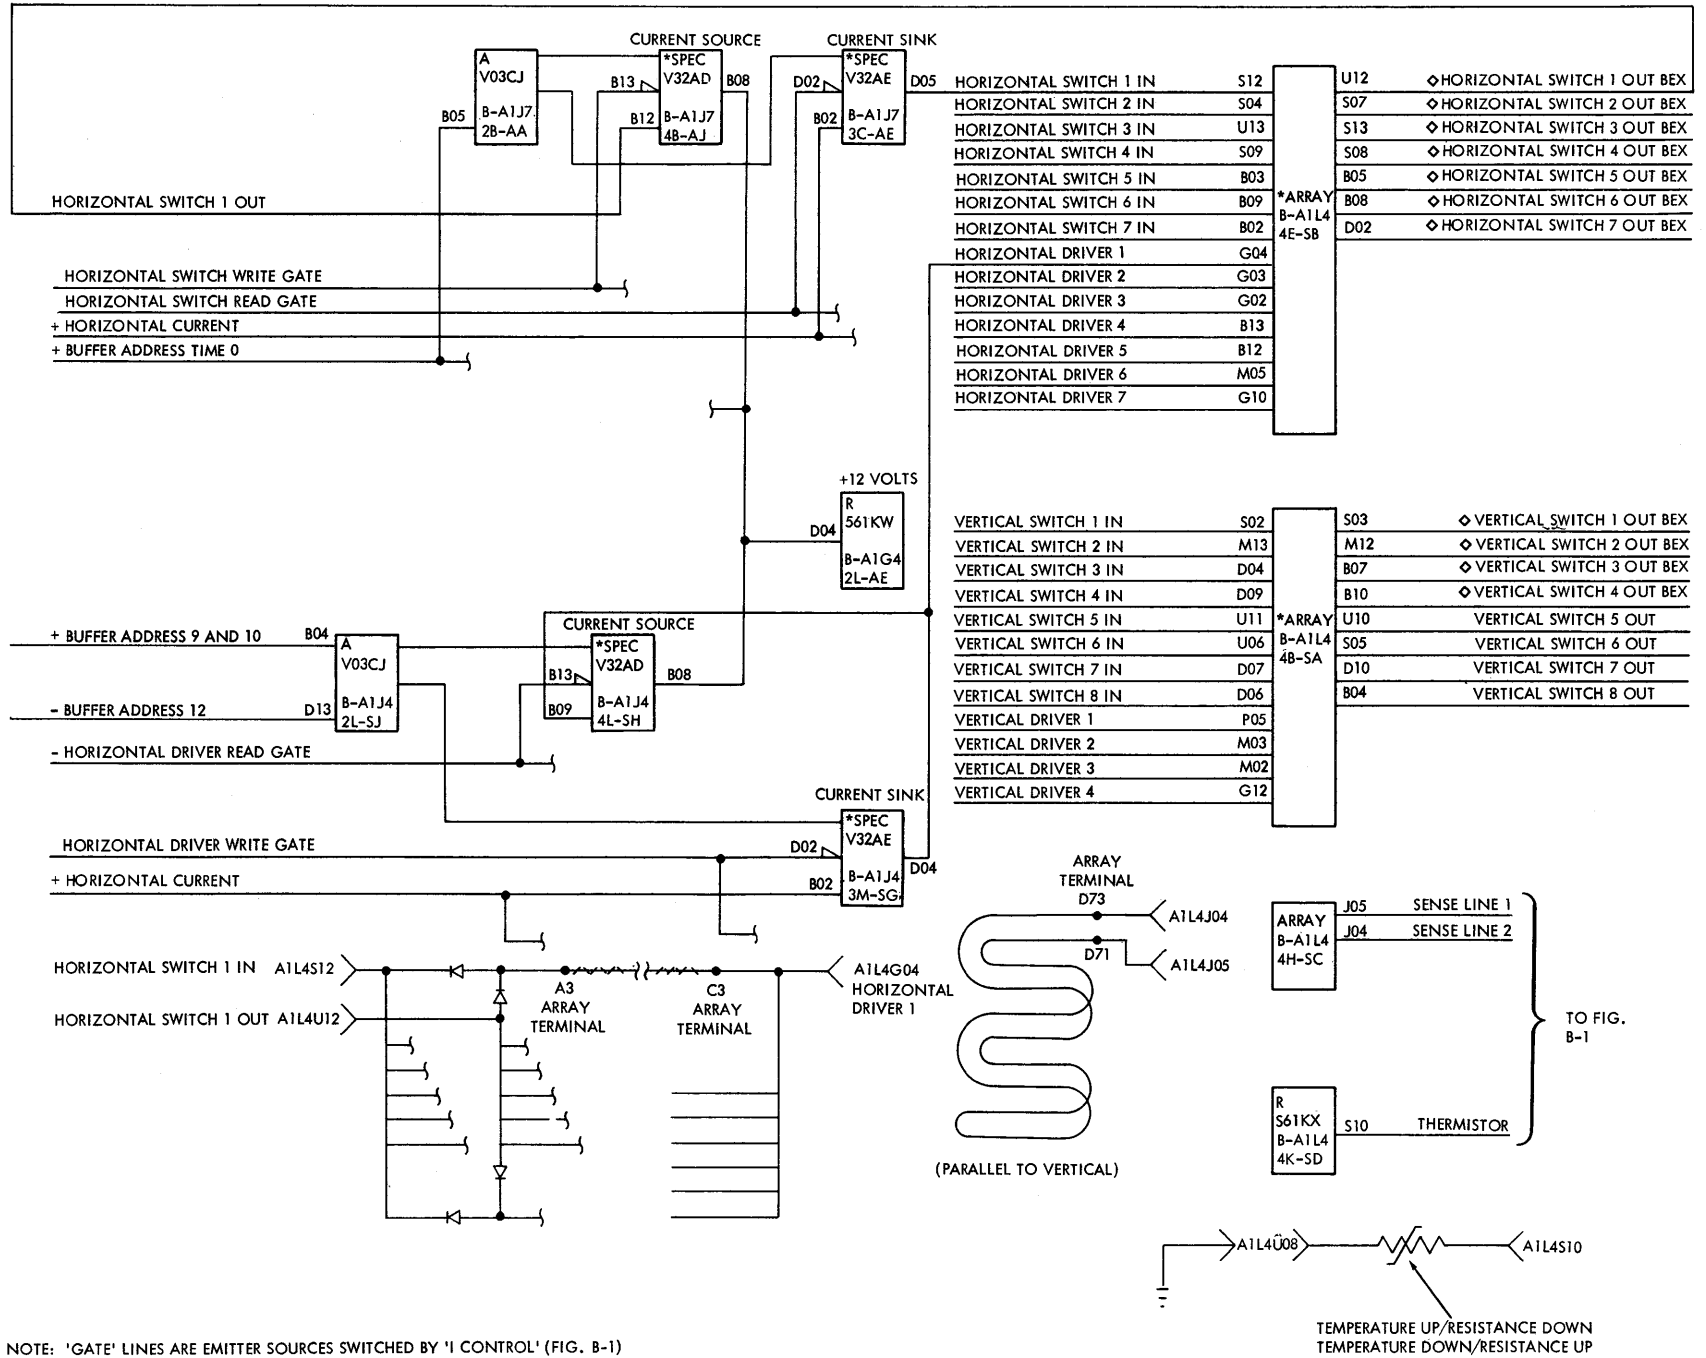 CURRENT SOURCE
CURRENT SINK
A
V03CJ
B-A1J7
2B-AA
B05
*SPEC
V32AD
B-A1J7
4B-AJ
B13
B12
B08
*SPEC
V32AE
B-A1J7
3C-AE
D02
B02
D05
HORIZONTAL SWITCH 1 OUT
HORIZONTAL SWITCH WRITE GATE
HORIZONTAL SWITCH READ GATE
+ HORIZONTAL CURRENT
+ BUFFER ADDRESS TIME 0
HORIZONTAL SWITCH 1 IN S12
HORIZONTAL SWITCH 2 IN S04
HORIZONTAL SWITCH 3 IN U13
HORIZONTAL SWITCH 4 IN S09
HORIZONTAL SWITCH 5 IN B03
HORIZONTAL SWITCH 6 IN B09
HORIZONTAL SWITCH 7 IN B02
HORIZONTAL DRIVER 1 G04
HORIZONTAL DRIVER 2 G03
HORIZONTAL DRIVER 3 G02
HORIZONTAL DRIVER 4 B13
HORIZONTAL DRIVER 5 B12
HORIZONTAL DRIVER 6 M05
HORIZONTAL DRIVER 7 G10
*ARRAY
B-A1L4
4E-SB
U12 ◇HORIZONTAL SWITCH 1 OUT BEX
S07 ◇HORIZONTAL SWITCH 2 OUT BEX
S13 ◇HORIZONTAL SWITCH 3 OUT BEX
S08 ◇HORIZONTAL SWITCH 4 OUT BEX
B05 ◇HORIZONTAL SWITCH 5 OUT BEX
B08 ◇HORIZONTAL SWITCH 6 OUT BEX
D02 ◇HORIZONTAL SWITCH 7 OUT BEX
+12 VOLTS
R
561KW
B-A1G4
2L-AE
D04
VERTICAL SWITCH 1 IN S02
VERTICAL SWITCH 2 IN M13
VERTICAL SWITCH 3 IN D04
VERTICAL SWITCH 4 IN D09
VERTICAL SWITCH 5 IN U11
VERTICAL SWITCH 6 IN U06
VERTICAL SWITCH 7 IN D07
VERTICAL SWITCH 8 IN D06
VERTICAL DRIVER 1 P05
VERTICAL DRIVER 2 M03
VERTICAL DRIVER 3 M02
VERTICAL DRIVER 4 G12
*ARRAY
B-A1L4
4B-SA
S03 ◇ VERTICAL SWITCH 1 OUT BEX
M12 ◇ VERTICAL SWITCH 2 OUT BEX
B07 ◇ VERTICAL SWITCH 3 OUT BEX
B10 ◇ VERTICAL SWITCH 4 OUT BEX
U10 VERTICAL SWITCH 5 OUT
S05 VERTICAL SWITCH 6 OUT
D10 VERTICAL SWITCH 7 OUT
B04 VERTICAL SWITCH 8 OUT
+ BUFFER ADDRESS 9 AND 10 B04
- BUFFER ADDRESS 12 D13
- HORIZONTAL DRIVER READ GATE
A
V03CJ
B-A1J4
2L-SJ
CURRENT SOURCE
*SPEC
V32AD
B-A1J4
4L-SH
B13
B09
B08
CURRENT SINK
*SPEC
V32AE
B-A1J4
3M-SG
D02
B02
D04
HORIZONTAL DRIVER WRITE GATE
+ HORIZONTAL CURRENT
HORIZONTAL SWITCH 1 IN A1L4S12
HORIZONTAL SWITCH 1 OUT A1L4U12
A3
ARRAY
TERMINAL
C3
ARRAY
TERMINAL
A1L4G04
HORIZONTAL
DRIVER 1
ARRAY
TERMINAL
D73
A1L4J04
D71
A1L4J05
(PARALLEL TO VERTICAL)
ARRAY
B-A1L4
4H-SC
J05 SENSE LINE 1
J04 SENSE LINE 2
TO FIG.
B-1
R
S61KX
B-A1L4
4K-SD
S10 THERMISTOR
A1L4U08
A1L4S10
TEMPERATURE UP/RESISTANCE DOWN
TEMPERATURE DOWN/RESISTANCE UP
NOTE: 'GATE' LINES ARE EMITTER SOURCES SWITCHED BY 'I CONTROL' (FIG. B-1)